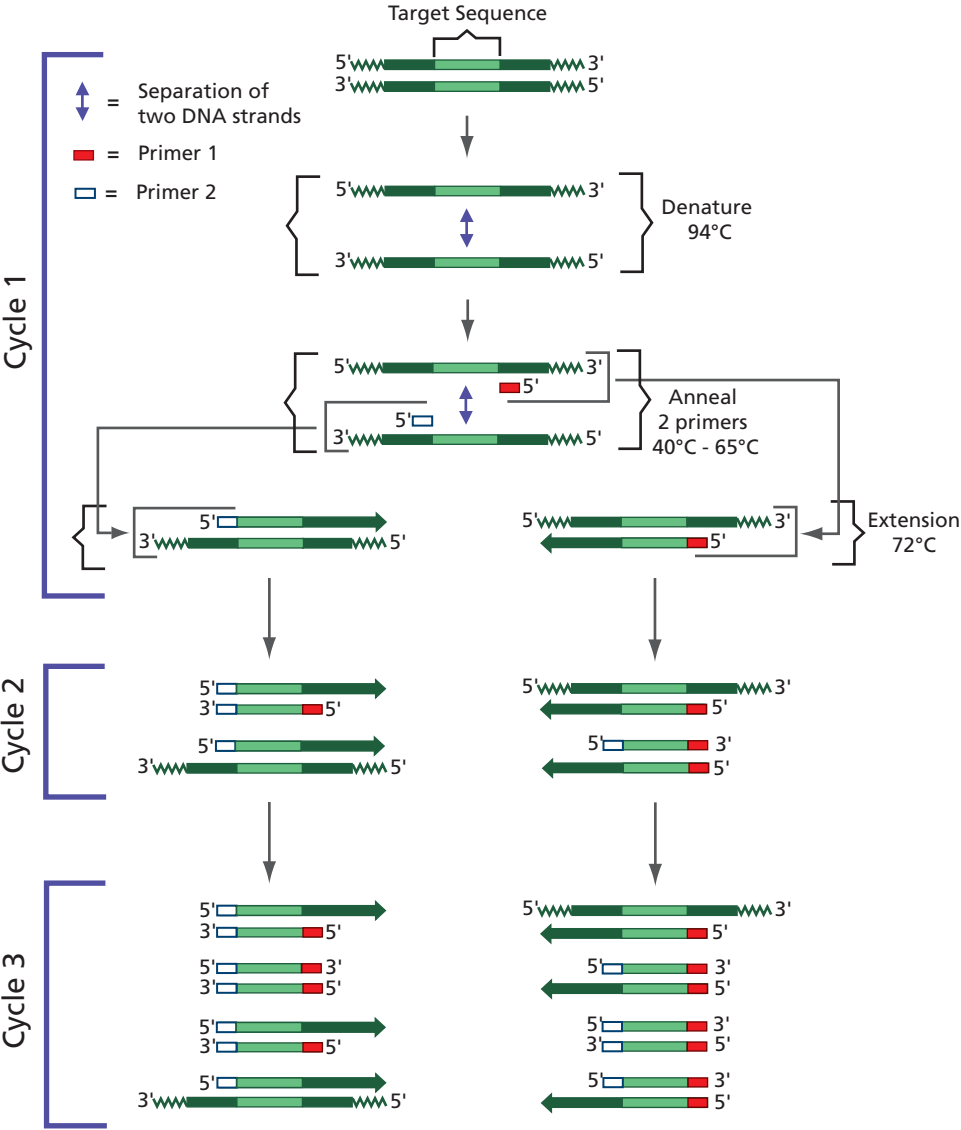 Target Sequence
5' 3'
3' 5'
= Separation of
two DNA strands
= Primer 1
= Primer 2
Cycle 1
5' 3'
Denature
94°C
3' 5'
5' 3'
5'
Anneal
2 primers
40°C - 65°C
5'
3' 5'
5' 5' 3'
3' 5' 5'
Extension
72°C
Cycle 2
5' 5' 3'
3' 5' 5'
5' 5' 3'
3' 5' 5'
Cycle 3
5' 5' 3'
3' 5' 5'
5' 3' 5' 3'
3' 5' 5'
5' 5' 3'
3' 5' 3' 5'
5' 5' 3'
3' 5' 5'